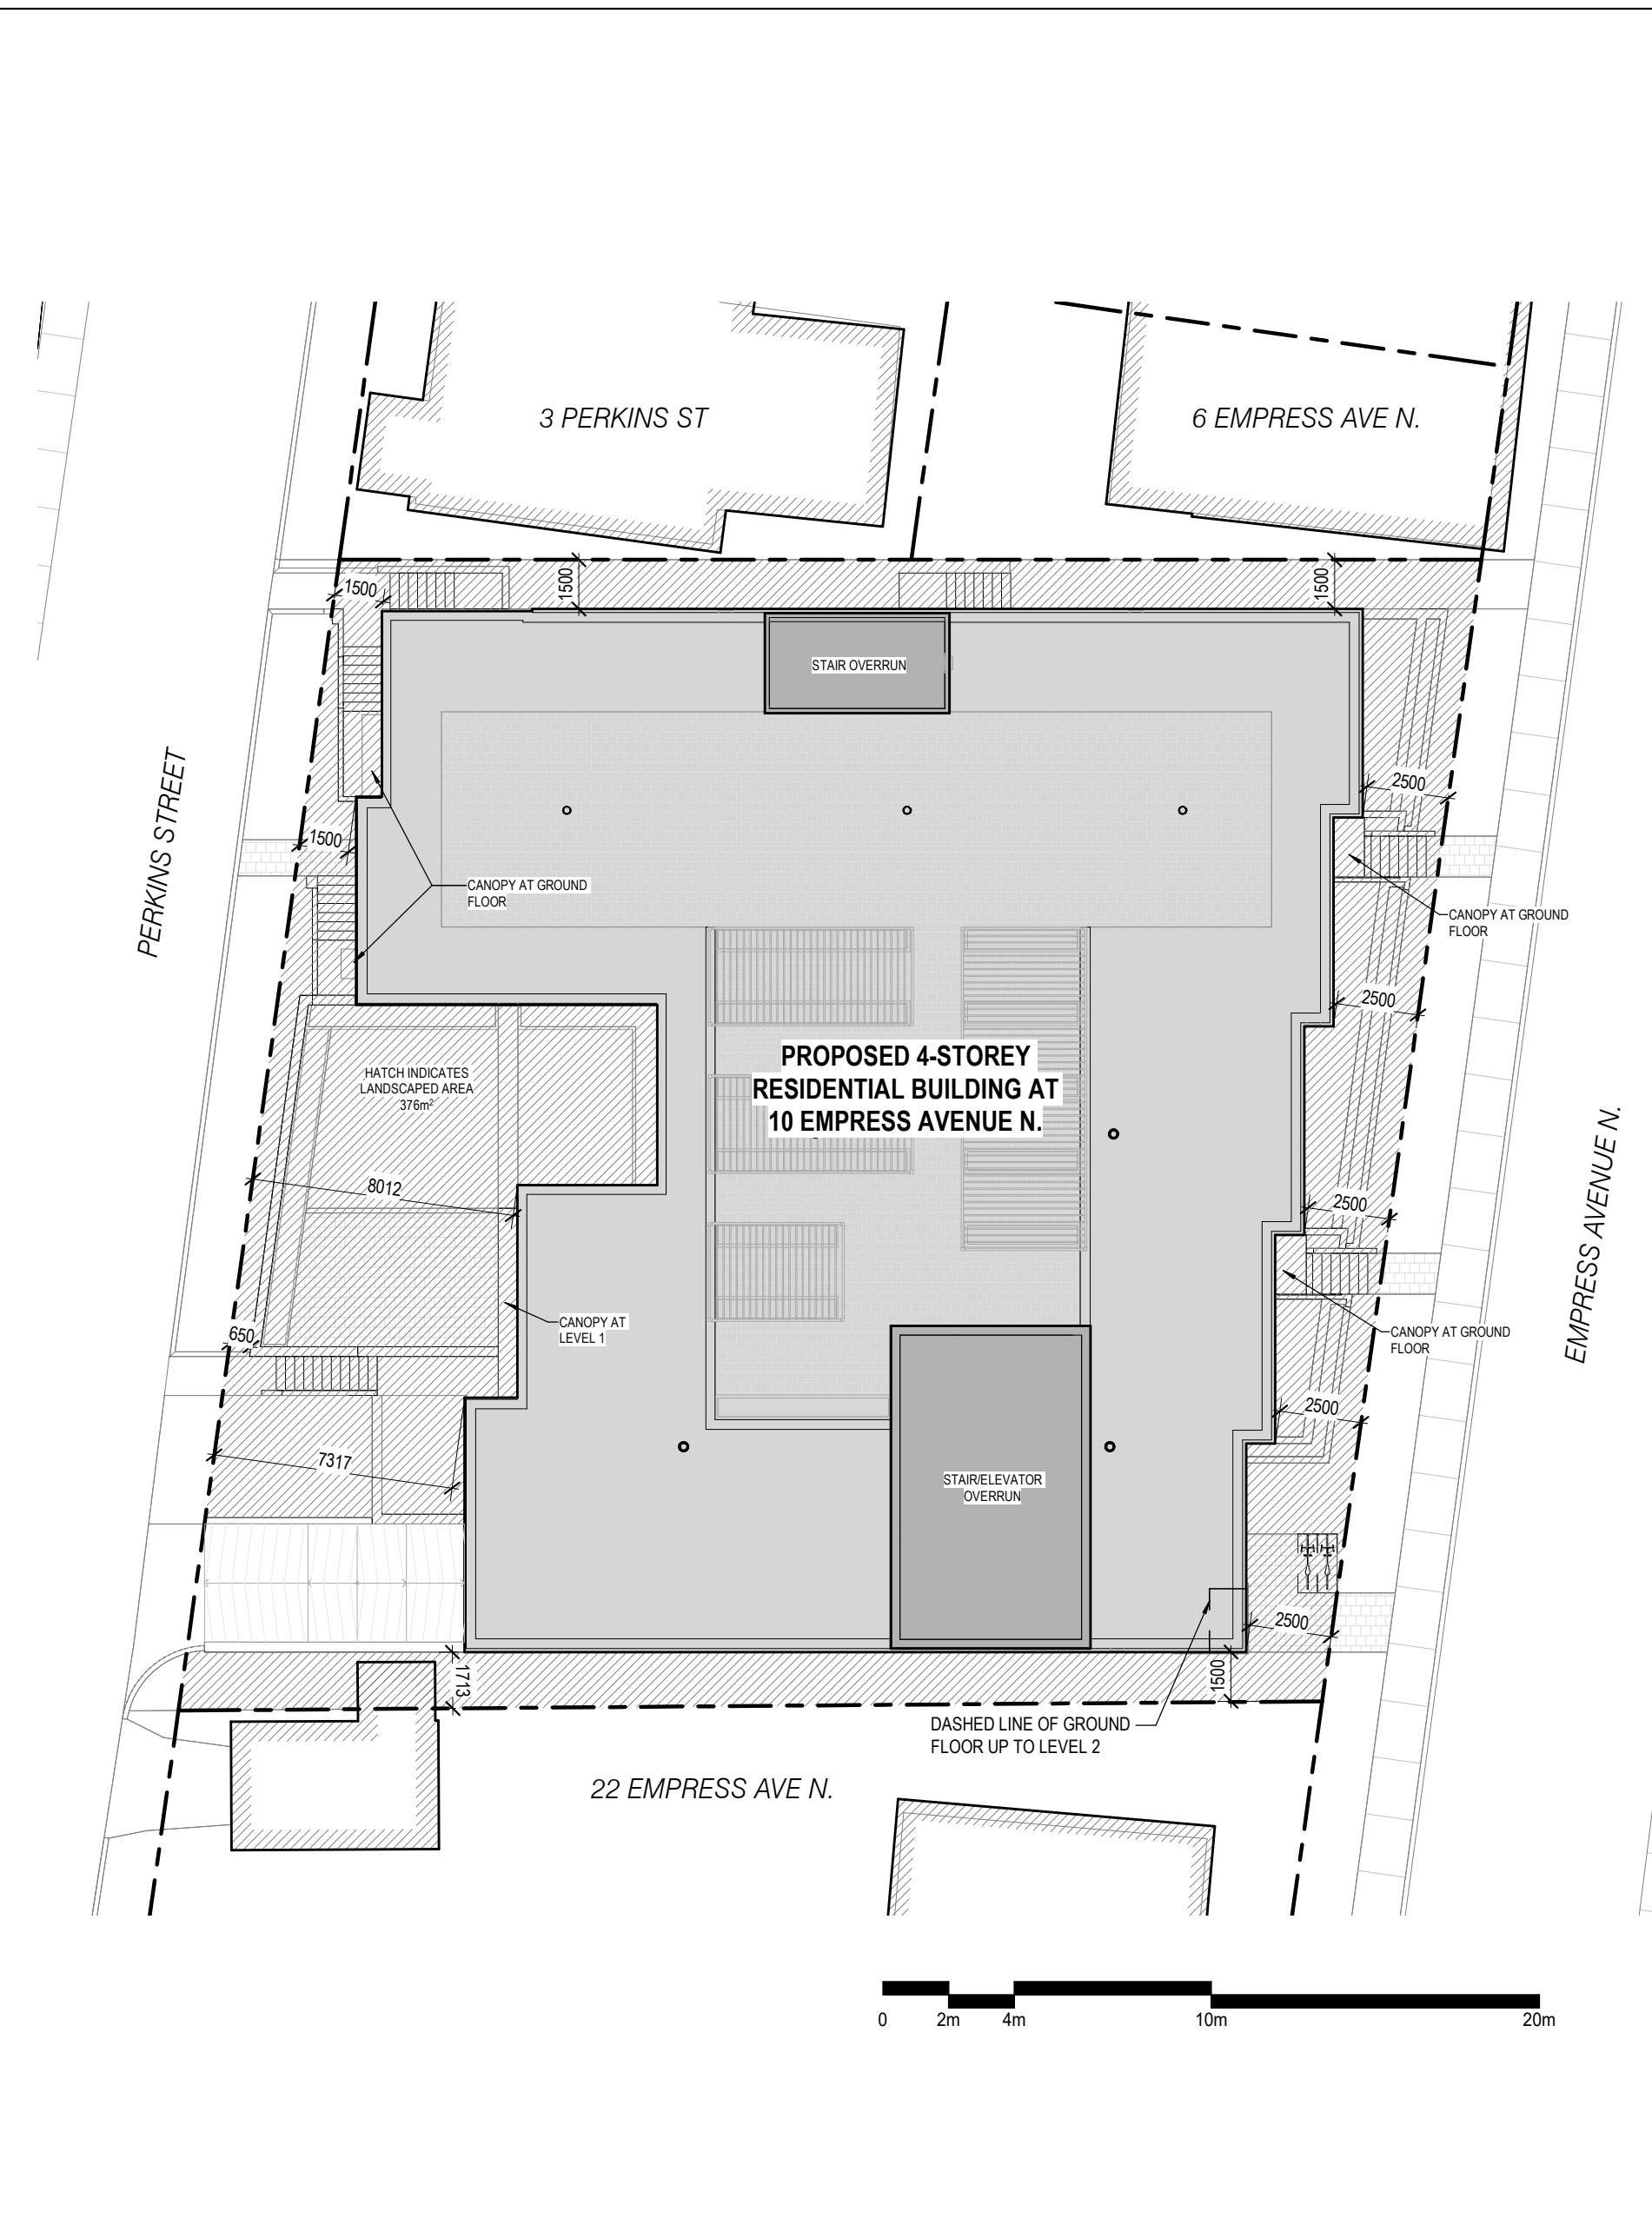 3 PERKINS ST
6 EMPRESS AVE N.
1500
1500
1500
STAIR OVERRUN
PERKINS STREET
2500
1500
CANOPY AT GROUND
FLOOR
CANOPY AT GROUND
FLOOR
2500
PROPOSED 4-STOREY
RESIDENTIAL BUILDING AT
10 EMPRESS AVENUE N.
HATCH INDICATES
LANDSCAPED AREA
376m²
8012
2500
EMPRESS AVENUE N.
CANOPY AT
LEVEL 1
650
CANOPY AT GROUND
FLOOR
2500
7317
STAIR/ELEVATOR
OVERRUN
2500
1713
1500
DASHED LINE OF GROUND
FLOOR UP TO LEVEL 2
22 EMPRESS AVE N.
0 2m 4m 10m 20m